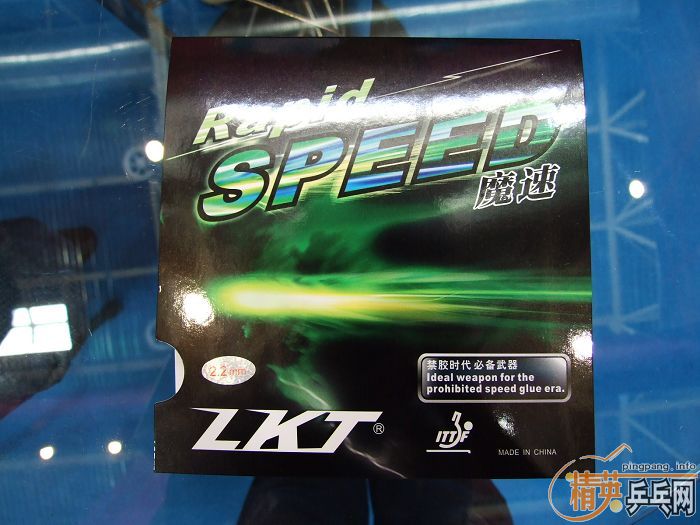 Rapid
SPEED
魔速
禁胶时代 必备武器
Ideal weapon for the
prohibited speed glue era.
2.2mm
LKT®
ITTF
MADE IN CHINA
pingpang.info
精英乒乓网